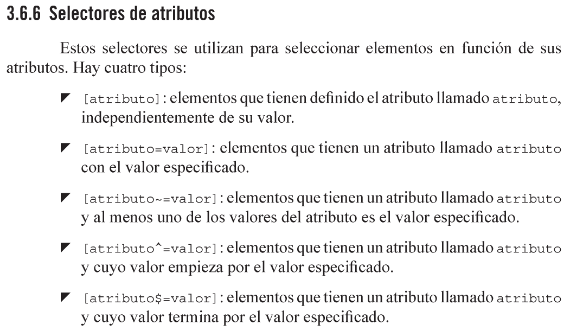 3.6.6 Selectores de atributos
Estos selectores se utilizan para seleccionar elementos en función de sus
atributos. Hay cuatro tipos:
[atributo]: elementos que tienen definido el atributo llamado atributo,
independientemente de su valor.
[atributo=valor]: elementos que tienen un atributo llamado atributo
con el valor especificado.
[atributo~=valor]: elementos que tienen un atributo llamado atributo
y al menos uno de los valores del atributo es el valor especificado.
[atributo^=valor]: elementos que tienen un atributo llamado atributo
y cuyo valor empieza por el valor especificado.
[atributo$=valor]: elementos que tienen un atributo llamado atributo
y cuyo valor termina por el valor especificado.